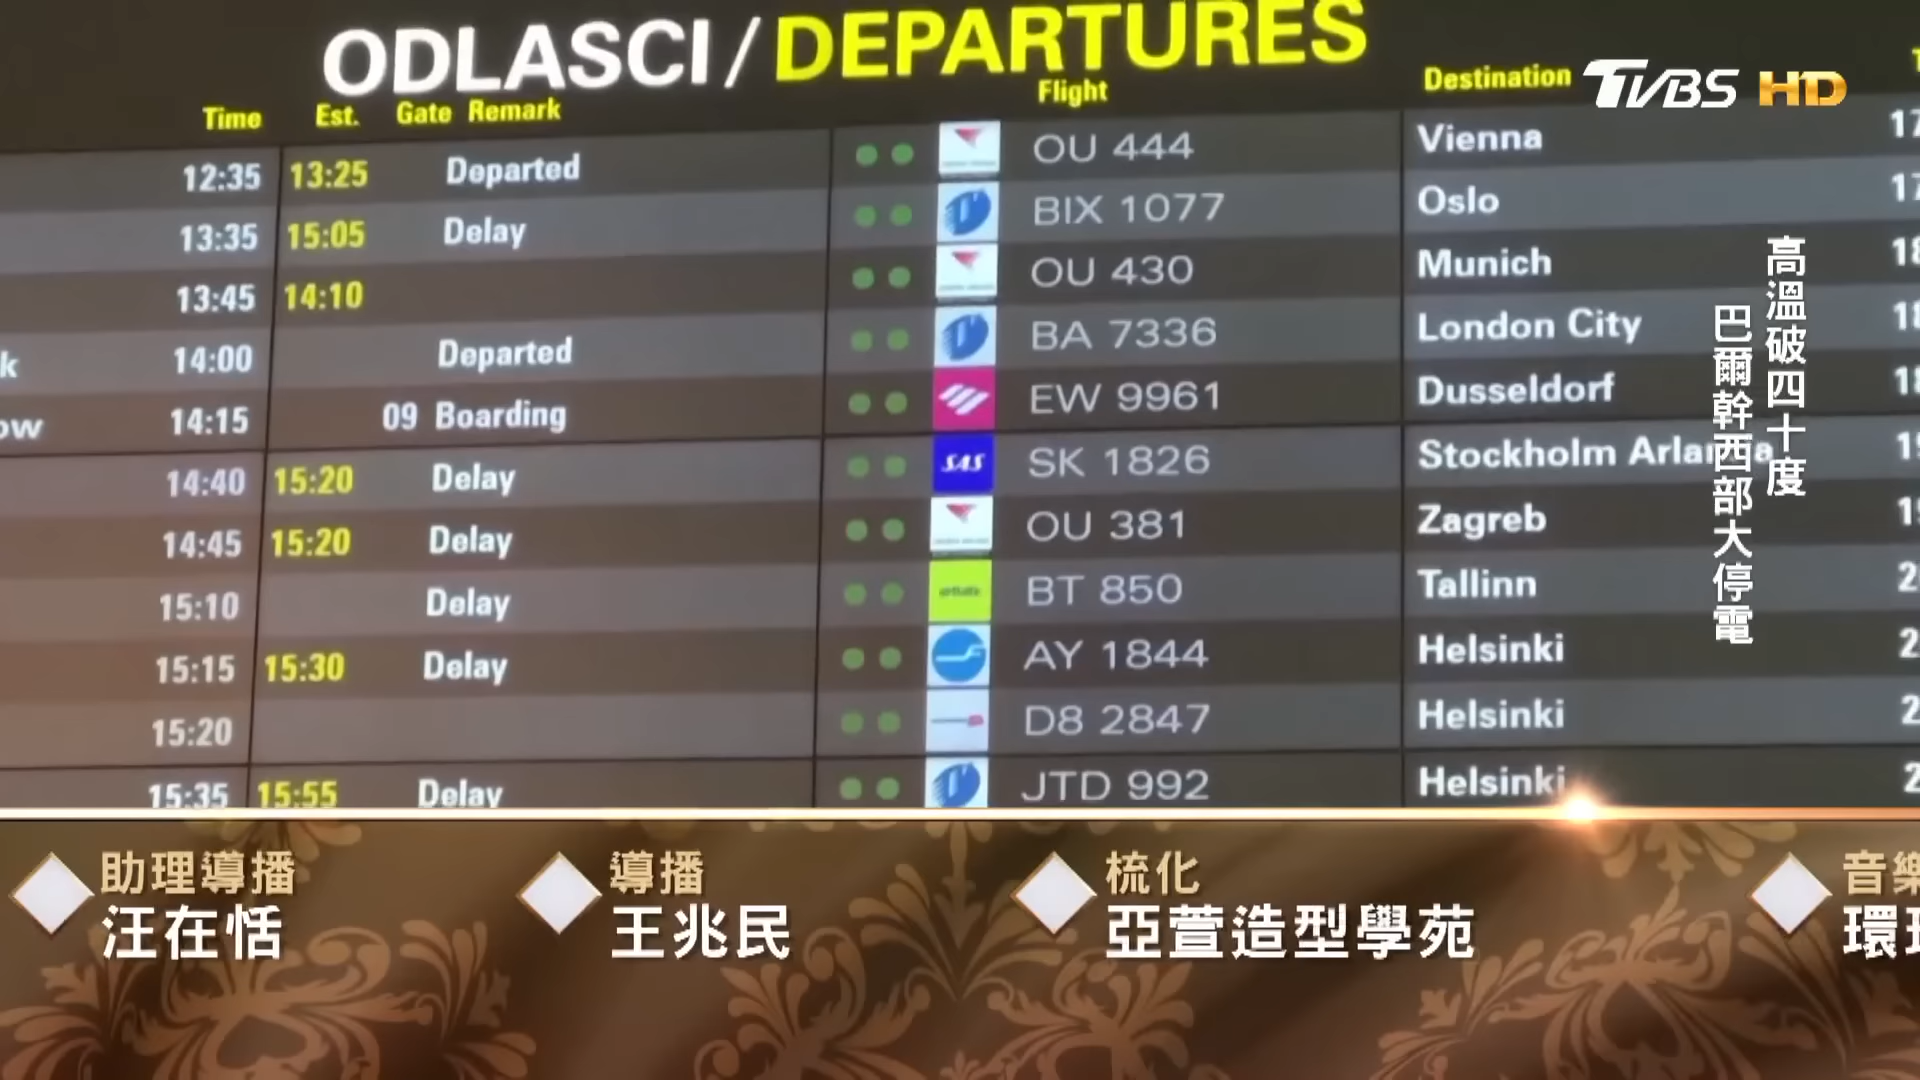 ODLASCI / DEPARTURES
Time Est. Gate Remark Flight Destination
TVBS HD
12:35 13:25 Departed OU 444 Vienna
13:35 15:05 Delay BIX 1077 Oslo
13:45 14:10 OU 430 Munich
14:00 Departed BA 7336 London City
14:15 09 Boarding EW 9961 Dusseldorf
14:40 15:20 Delay SAS SK 1826 Stockholm
14:45 15:20 Delay OU 381 Zagreb
15:10 Delay BT 850 Tallinn
15:15 15:30 Delay AY 1844 Helsinki
15:20 D8 2847 Helsinki
15:35 15:55 Delay JTD 992 Helsinki
高溫破四十度
巴爾幹西部大停電
助理導播 導播 梳化
汪在恬 王兆民 亞萱造型學苑